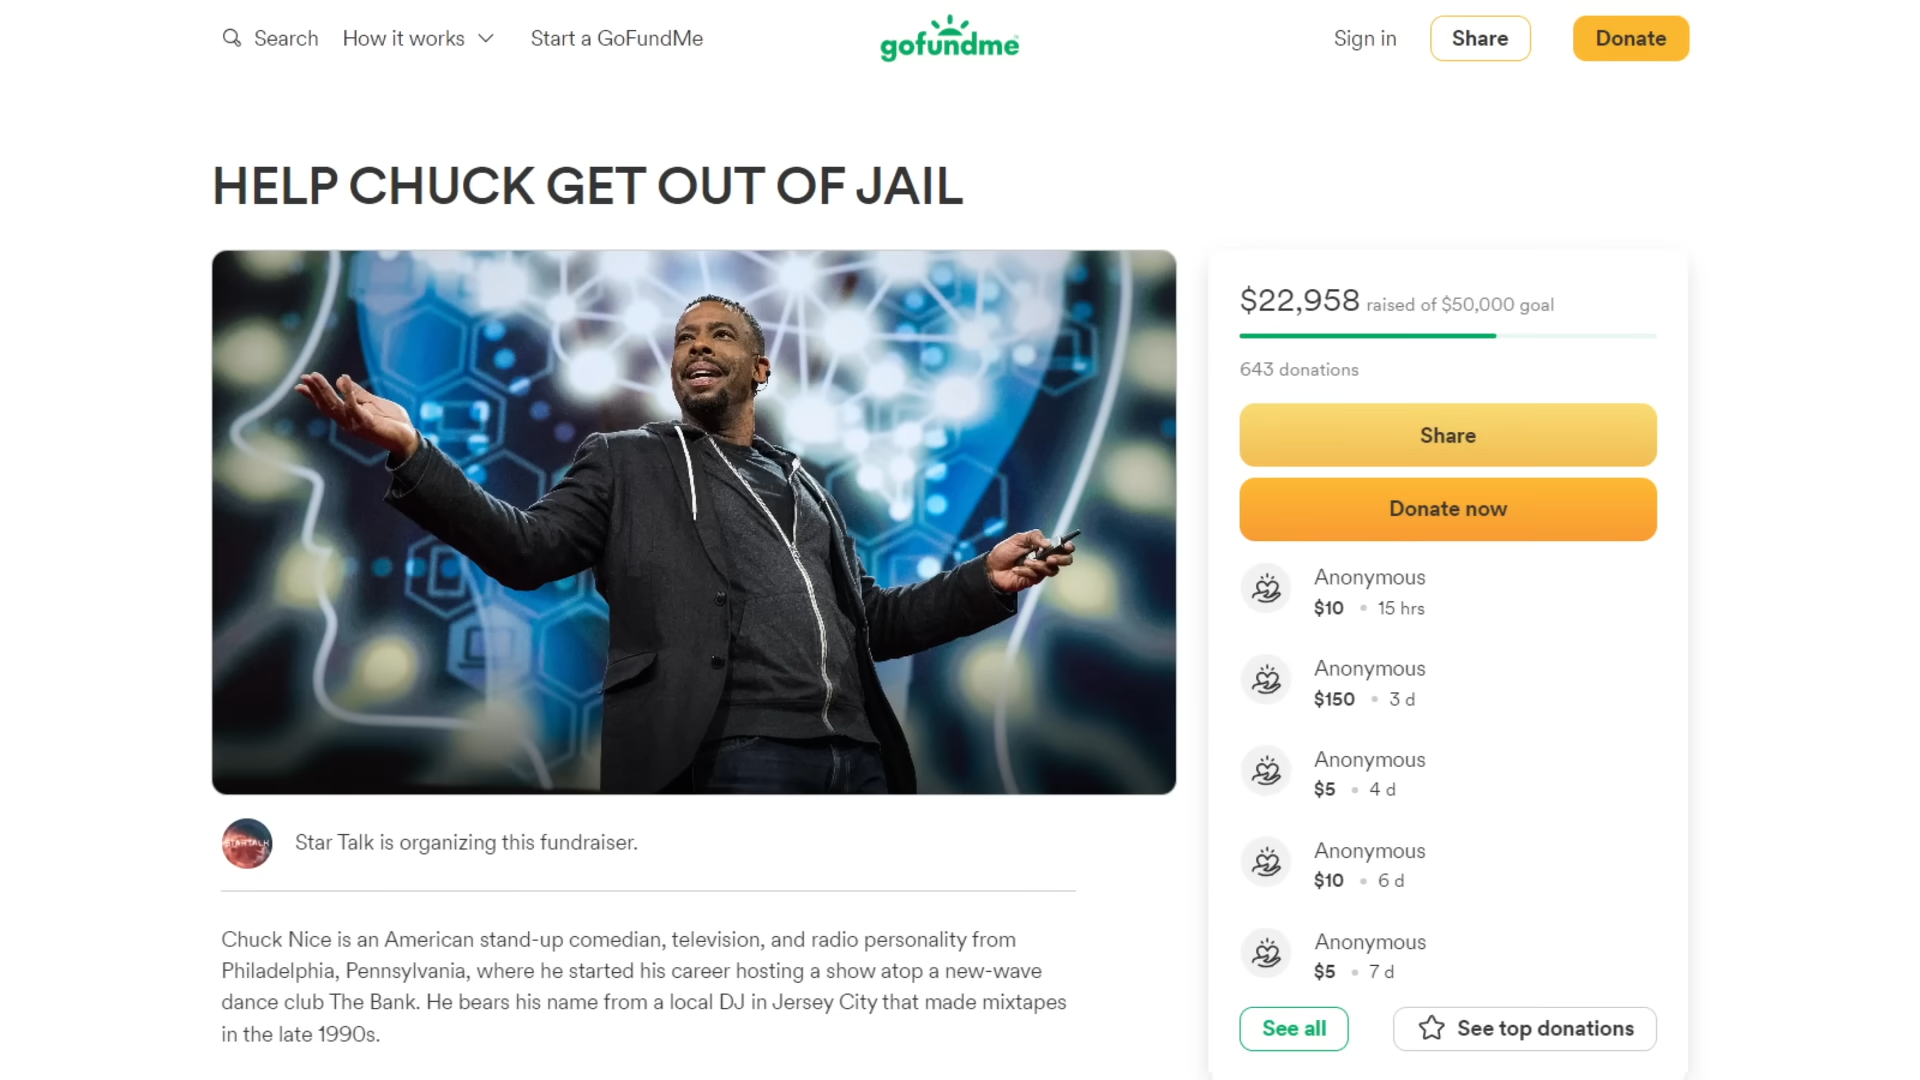 Search
How it works
Start a GoFundMe
gofundme
Sign in
Share
Donate
HELP CHUCK GET OUT OF JAIL
$22,958 raised of $50,000 goal
643 donations
Share
Donate now
Anonymous
$10 • 15 hrs
Anonymous
$150 • 3 d
Anonymous
$5 • 4 d
Anonymous
$10 • 6 d
Anonymous
$5 • 7 d
See all
See top donations
STARTALK
Star Talk is organizing this fundraiser.
Chuck Nice is an American stand-up comedian, television, and radio personality from
Philadelphia, Pennsylvania, where he started his career hosting a show atop a new-wave
dance club The Bank. He bears his name from a local DJ in Jersey City that made mixtapes
in the late 1990s.